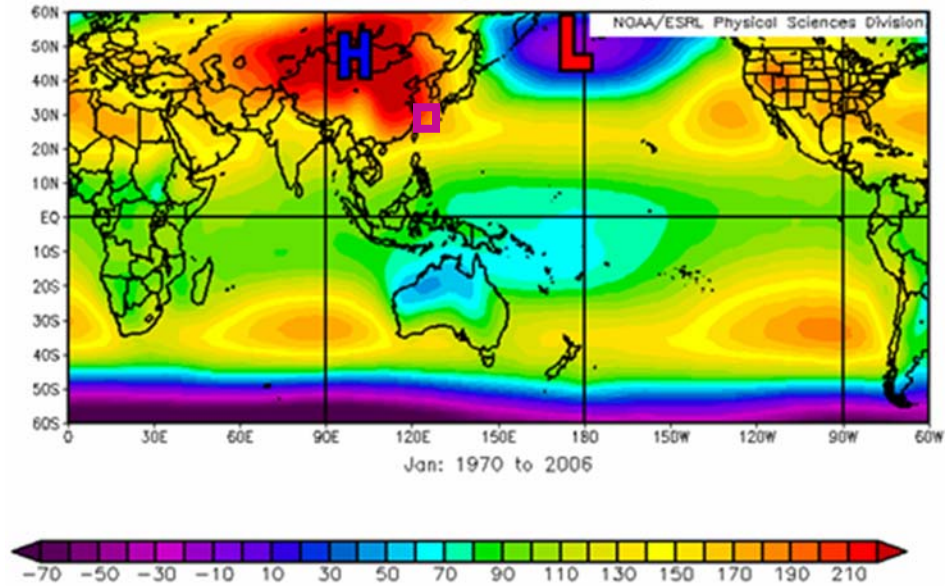 NOAA/ESRL Physical Sciences Division
60N
50N
40N
30N
20N
10N
EQ
10S
20S
30S
40S
50S
60S
H
L
0 30E 60E 90E 120E 150E 180 150W 120W 90W 60W
Jan: 1970 to 2006
-70 -50 -30 -10 10 30 50 70 90 110 130 150 170 190 210